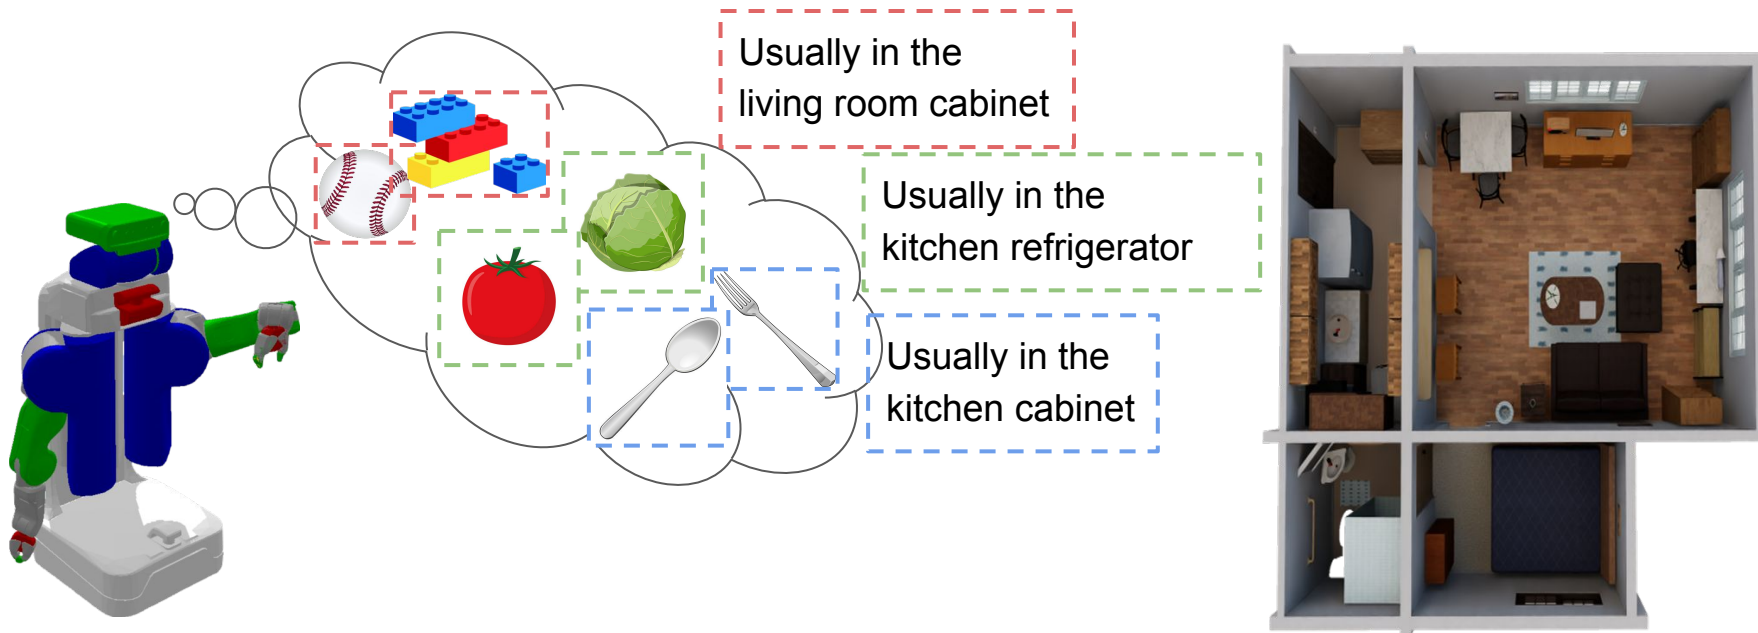 Usually in the
living room cabinet
Usually in the
kitchen refrigerator
Usually in the
kitchen cabinet